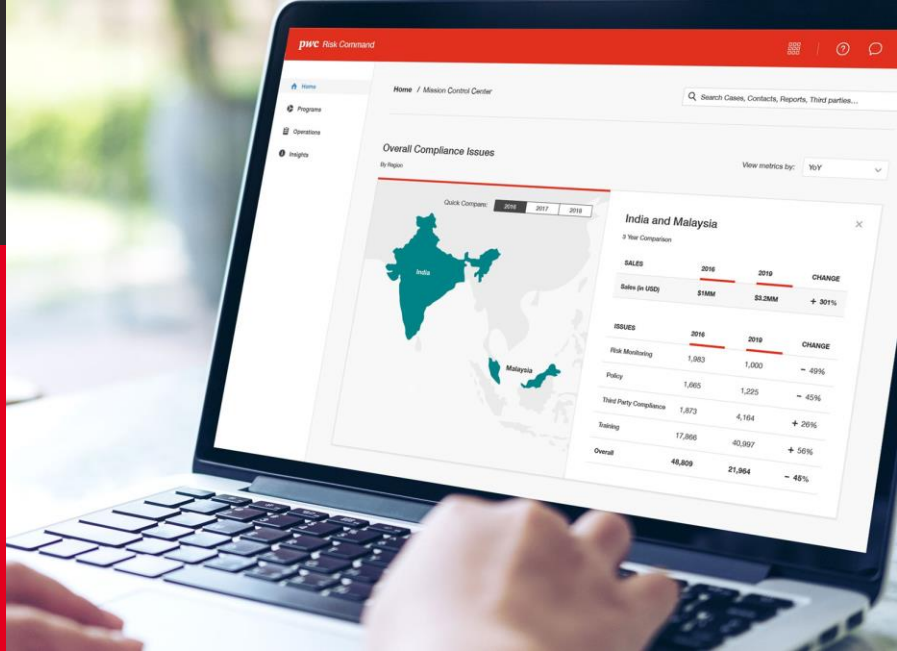 pwc Risk Command
Home
Programs
Operations
Insights
Home / Mission Control Center
Search Cases, Contacts, Reports, Third parties...
Overall Compliance Issues
By Region
View metrics by: YoY
Quick Compare: 2016 2017 2018
India
Malaysia
India and Malaysia
3 Year Comparison
SALES 2016 2019 CHANGE
Sales (in USD) $1MM $3.2MM + 301%
ISSUES 2016 2019 CHANGE
Risk Monitoring 1,983 1,000 - 49%
Policy 1,665 1,225 - 45%
Third Party Compliance 1,873 4,164 + 26%
Training 17,866 40,997 + 56%
Overall 48,809 21,964 - 45%